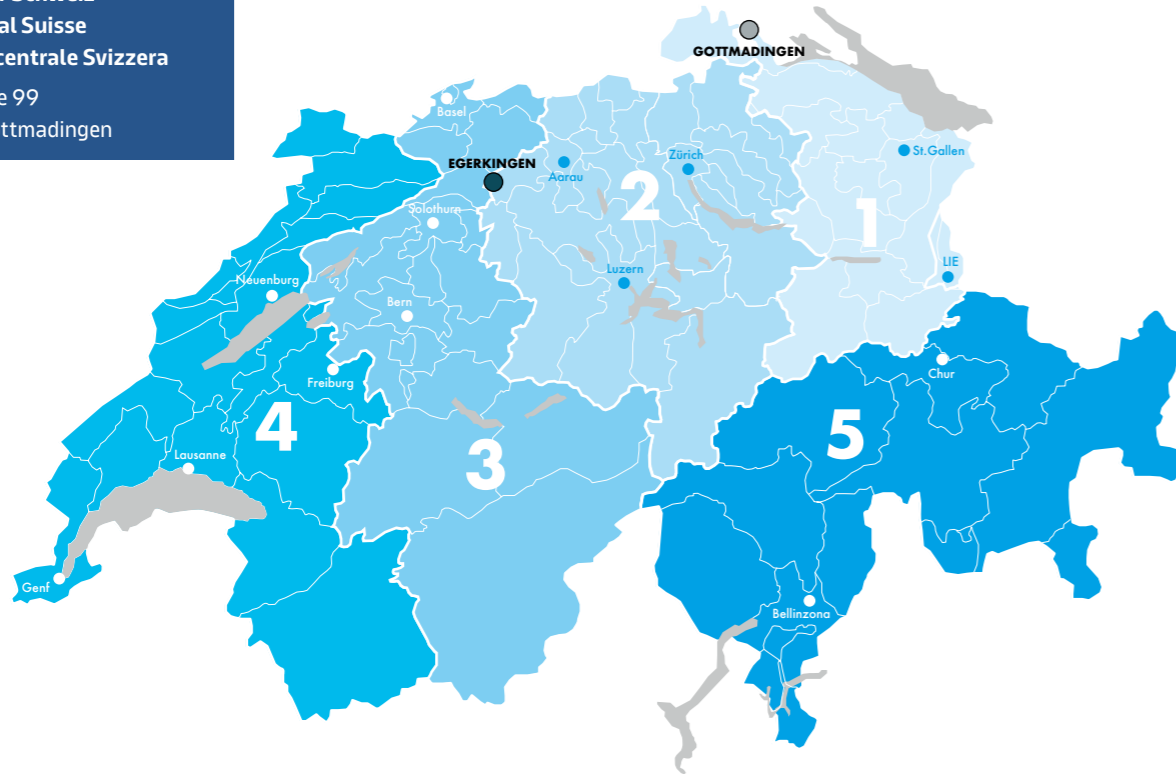 al Suisse
centrale Svizzera
e 99
ttmadingen
GOTTMADINGEN
Basel
EGERKINGEN
Aarau
Zürich
St.Gallen
2
1
Solothurn
LIE
Luzern
Neuenburg
Bern
Freiburg
Chur
4
5
3
Lausanne
Genf
Bellinzona